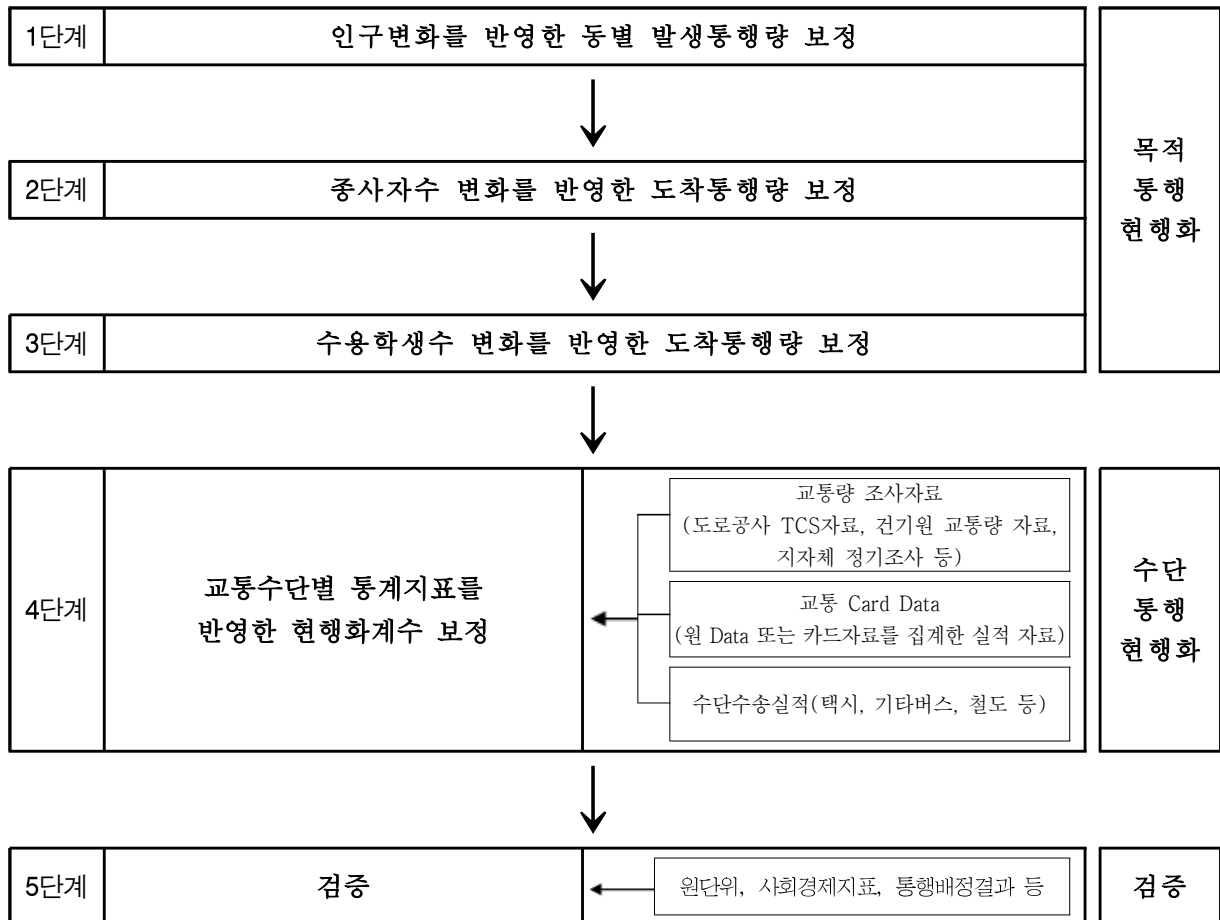 1단계
인구변화를 반영한 동별 발생통행량 보정
2단계
종사자수 변화를 반영한 도착통행량 보정
3단계
수용학생수 변화를 반영한 도착통행량 보정
목적
통행
현행화
4단계
교통수단별 통계지표를
반영한 현행화계수 보정
교통량 조사자료
(도로공사 TCS자료, 건기원 교통량 자료,
지자체 정기조사 등)
교통 Card Data
(원 Data 또는 카드자료를 집계한 실적 자료)
수단수송실적(택시, 기타버스, 철도 등)
수단
통행
현행화
5단계
검증
원단위, 사회경제지표, 통행배정결과 등
검증